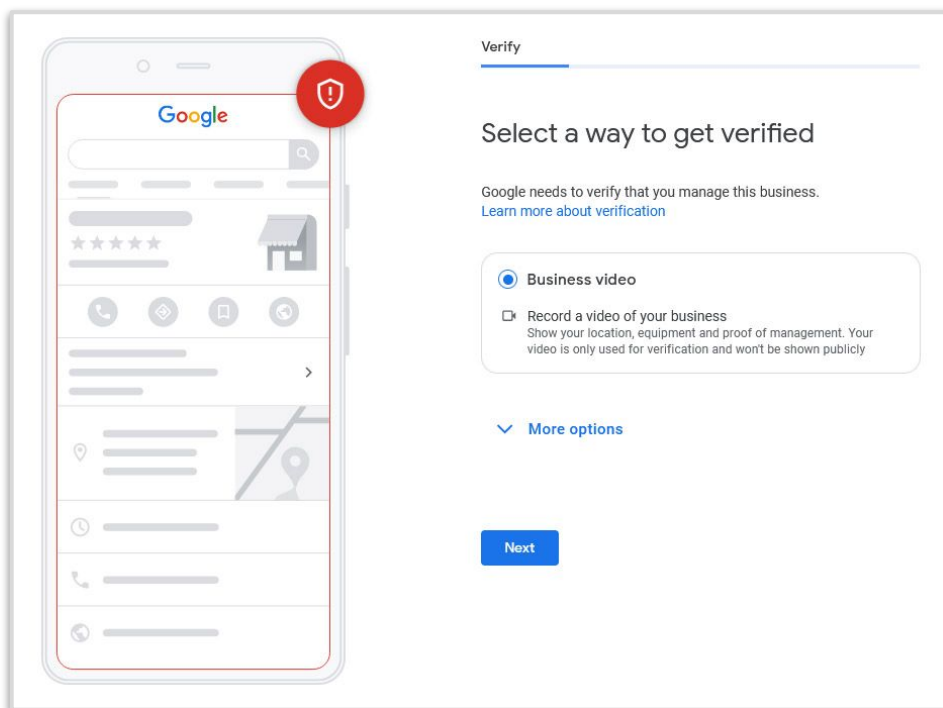 Google
Verify
Select a way to get verified
Google needs to verify that you manage this business.
Learn more about verification
Business video
Record a video of your business
Show your location, equipment and proof of management. Your
video is only used for verification and won't be shown publicly
More options
Next